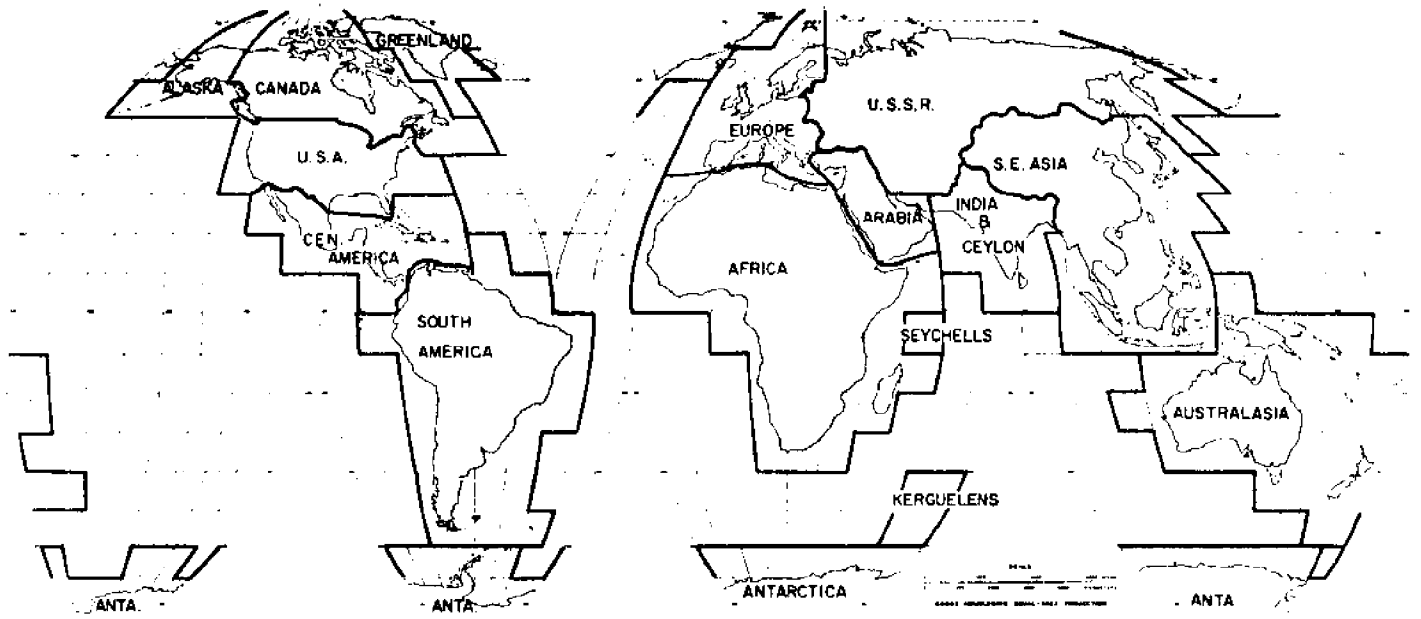 GREENLAND
ALASKA
CANADA
U.S.S.R.
EUROPE
U.S.A.
S.E. ASIA
INDIA
&
CEYLON
ARABIA
CEN.
AMERICA
AFRICA
SOUTH
AMERICA
SEYCHELLS
AUSTRALASIA
KERGUELENS
ANTA.
ANTA
ANTARCTICA
ANTA